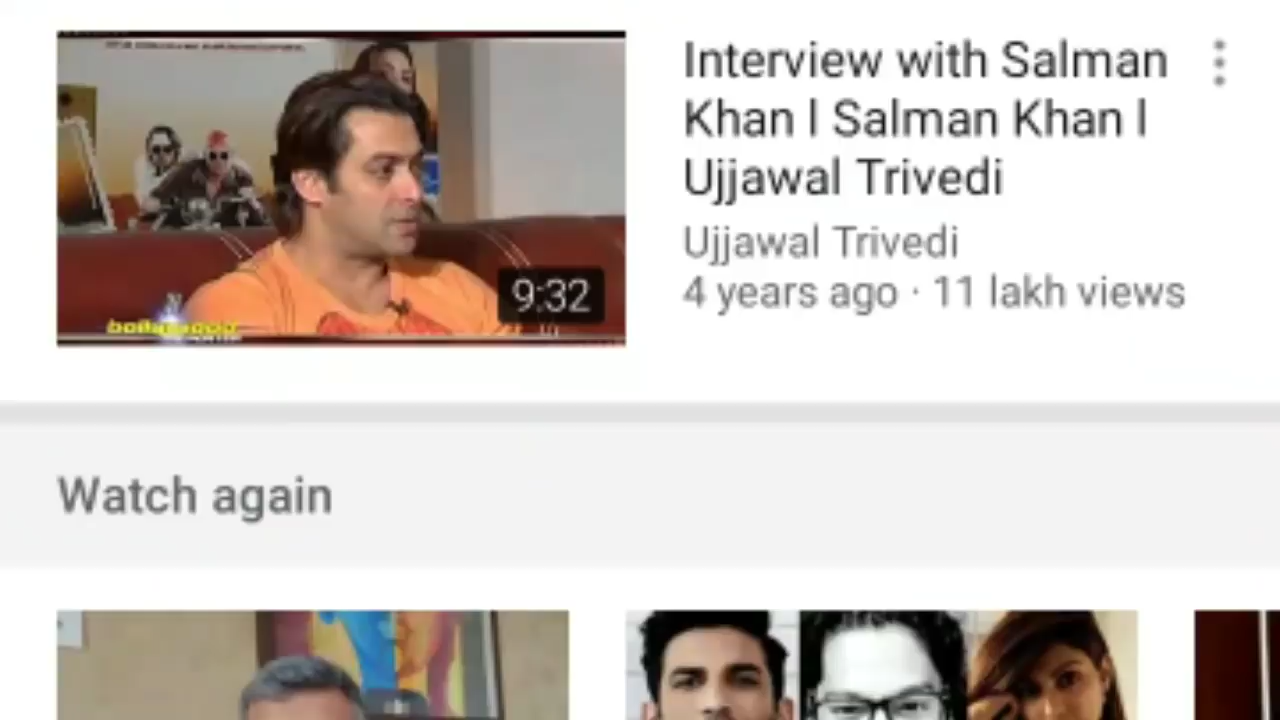 Interview with Salman
Khan l Salman Khan l
Ujjawal Trivedi
Ujjawal Trivedi
4 years ago · 11 lakh views
9:32
Watch again